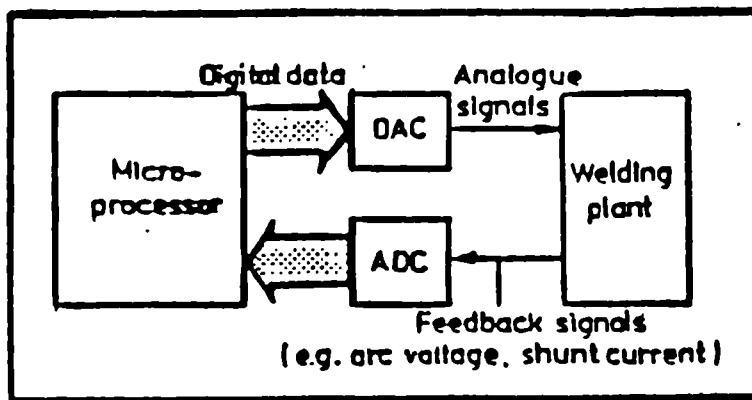 Digital data
Analogue
signals
Micro-
processor
DAC
Welding
plant
ADC
Feedback signals
(e.g. arc voltage, shunt current)